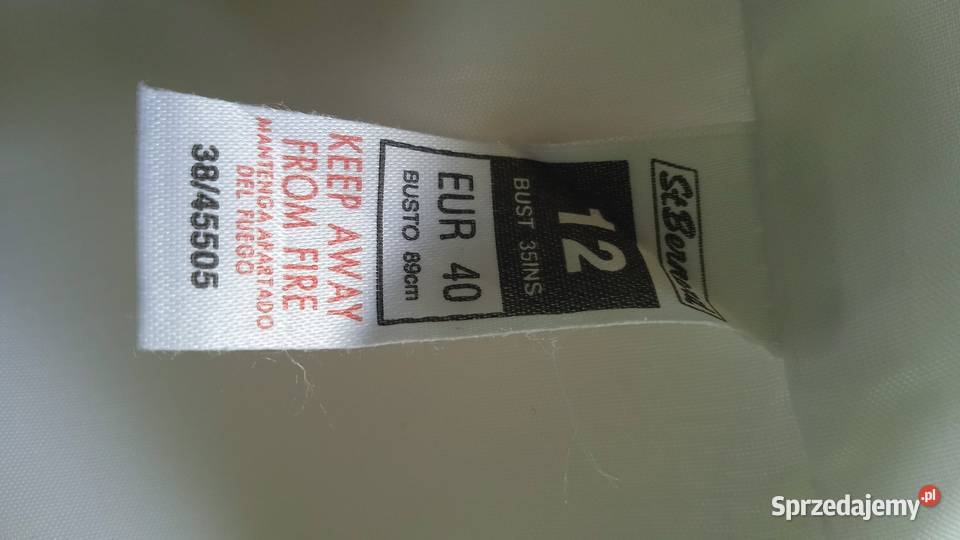 St Bernard
12
BUST 35INS
EUR 40
BUSTO 89cm
KEEP AWAY
FROM FIRE
MANTENGA APARTADO
DEL FUEGO
38/45505
Sprzedajemy.pl